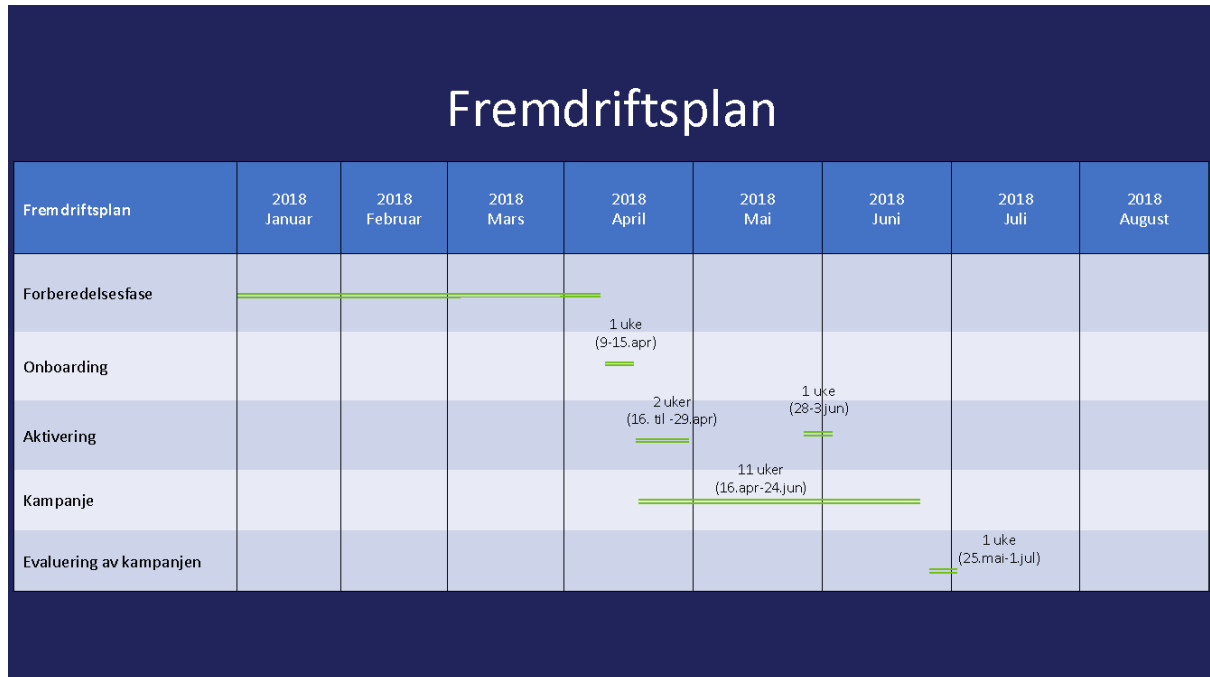 Fremdriftsplan
Fremdriftsplan
2018
Januar
2018
Februar
2018
Mars
2018
April
2018
Mai
2018
Juni
2018
Juli
2018
August
Forberedelsesfase
1 uke
(9-15.apr)
Onboarding
2 uker
(16. til -29.apr)
1 uke
(28-3.jun)
Aktivering
11 uker
(16.apr-24.jun)
Kampanje
1 uke
(25.mai-1.jul)
Evaluering av kampanjen